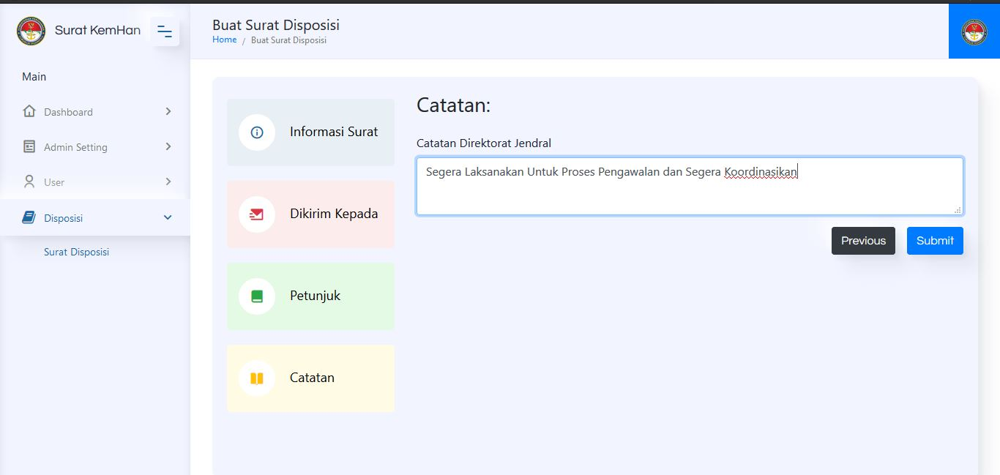 Surat KemHan
Buat Surat Disposisi
Home / Buat Surat Disposisi
Main
Dashboard
Admin Setting
User
Disposisi
Surat Disposisi
Informasi Surat
Dikirim Kepada
Petunjuk
Catatan
Catatan:
Catatan Direktorat Jendral
Segera Laksanakan Untuk Proses Pengawalan dan Segera Koordinasikan
Previous
Submit